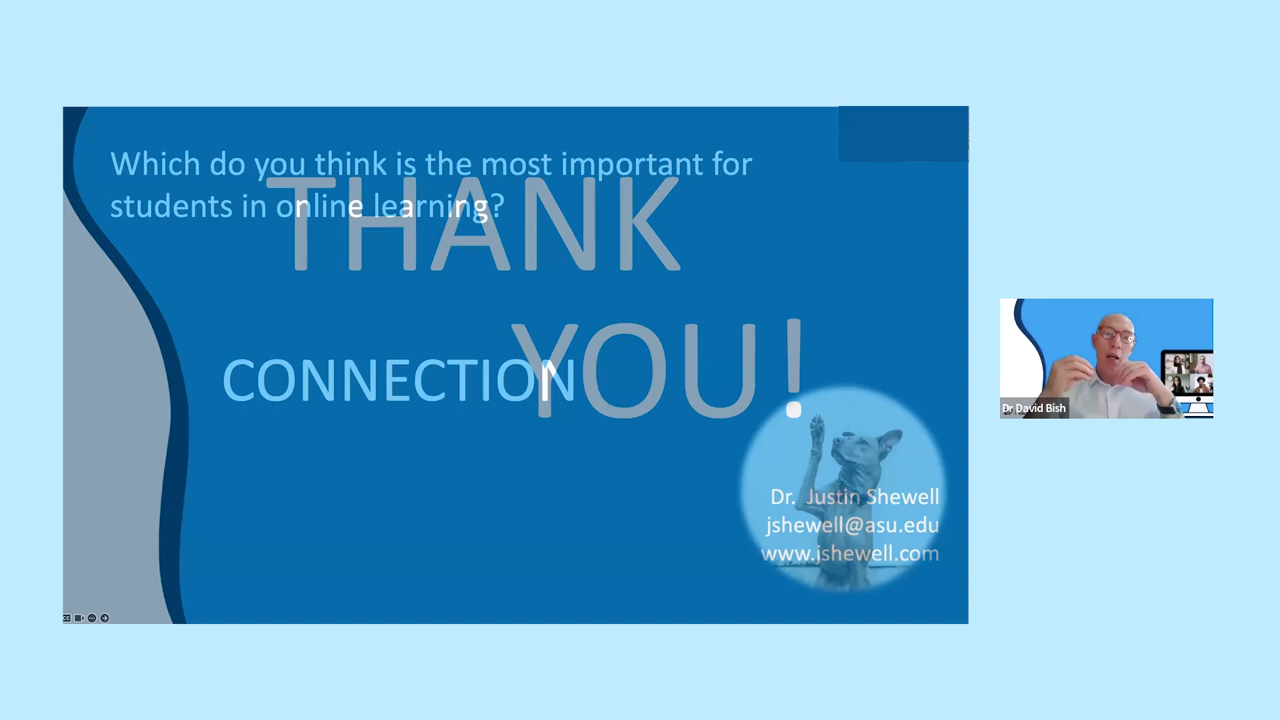 Which do you think is the most important for
students in online learning?
THANK
YOU!
CONNECTION
Dr. Justin Shewell
jshewell@asu.edu
www.jshewell.com
Dr David Bish